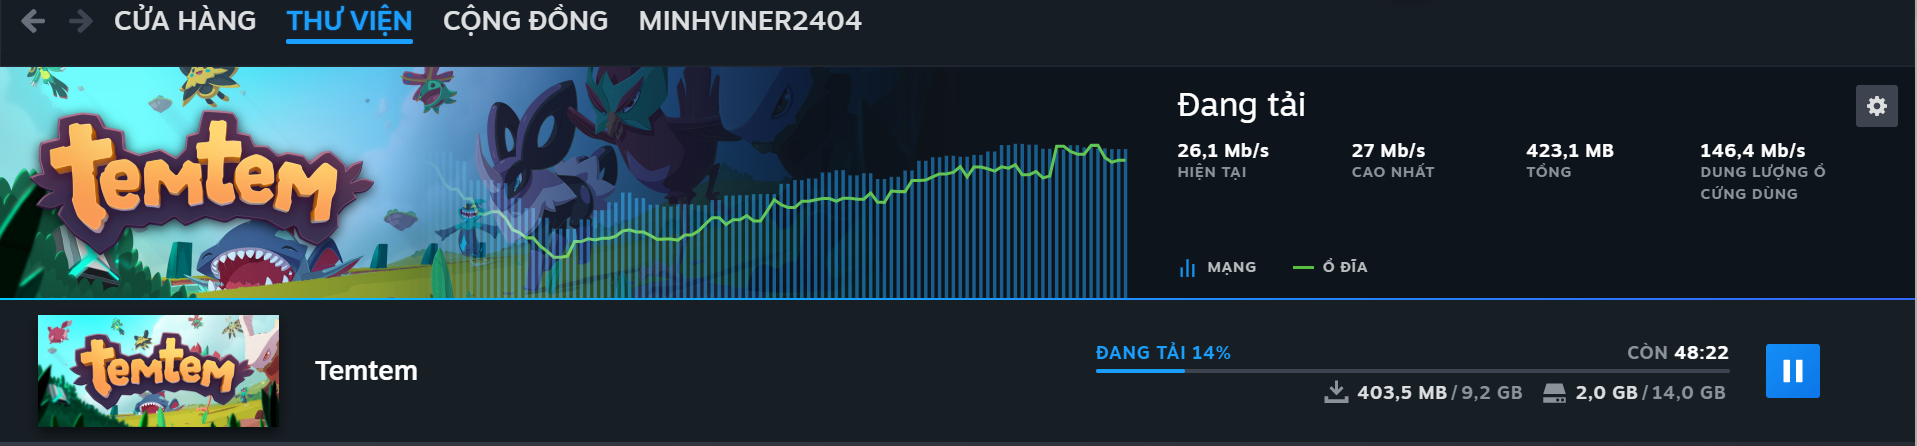 CỬA HÀNG THƯ VIỆN CỘNG ĐỒNG MINHVINER2404
temtem
Đang tải
26,1 Mb/s 27 Mb/s 423,1 MB 146,4 Mb/s
HIỆN TẠI CAO NHẤT TỔNG DUNG LƯỢNG Ổ
CỨNG DÙNG
MẠNG Ổ ĐĨA
temtem
Temtem
ĐANG TẢI 14% CÒN 48:22
403,5 MB / 9,2 GB 2,0 GB / 14,0 GB